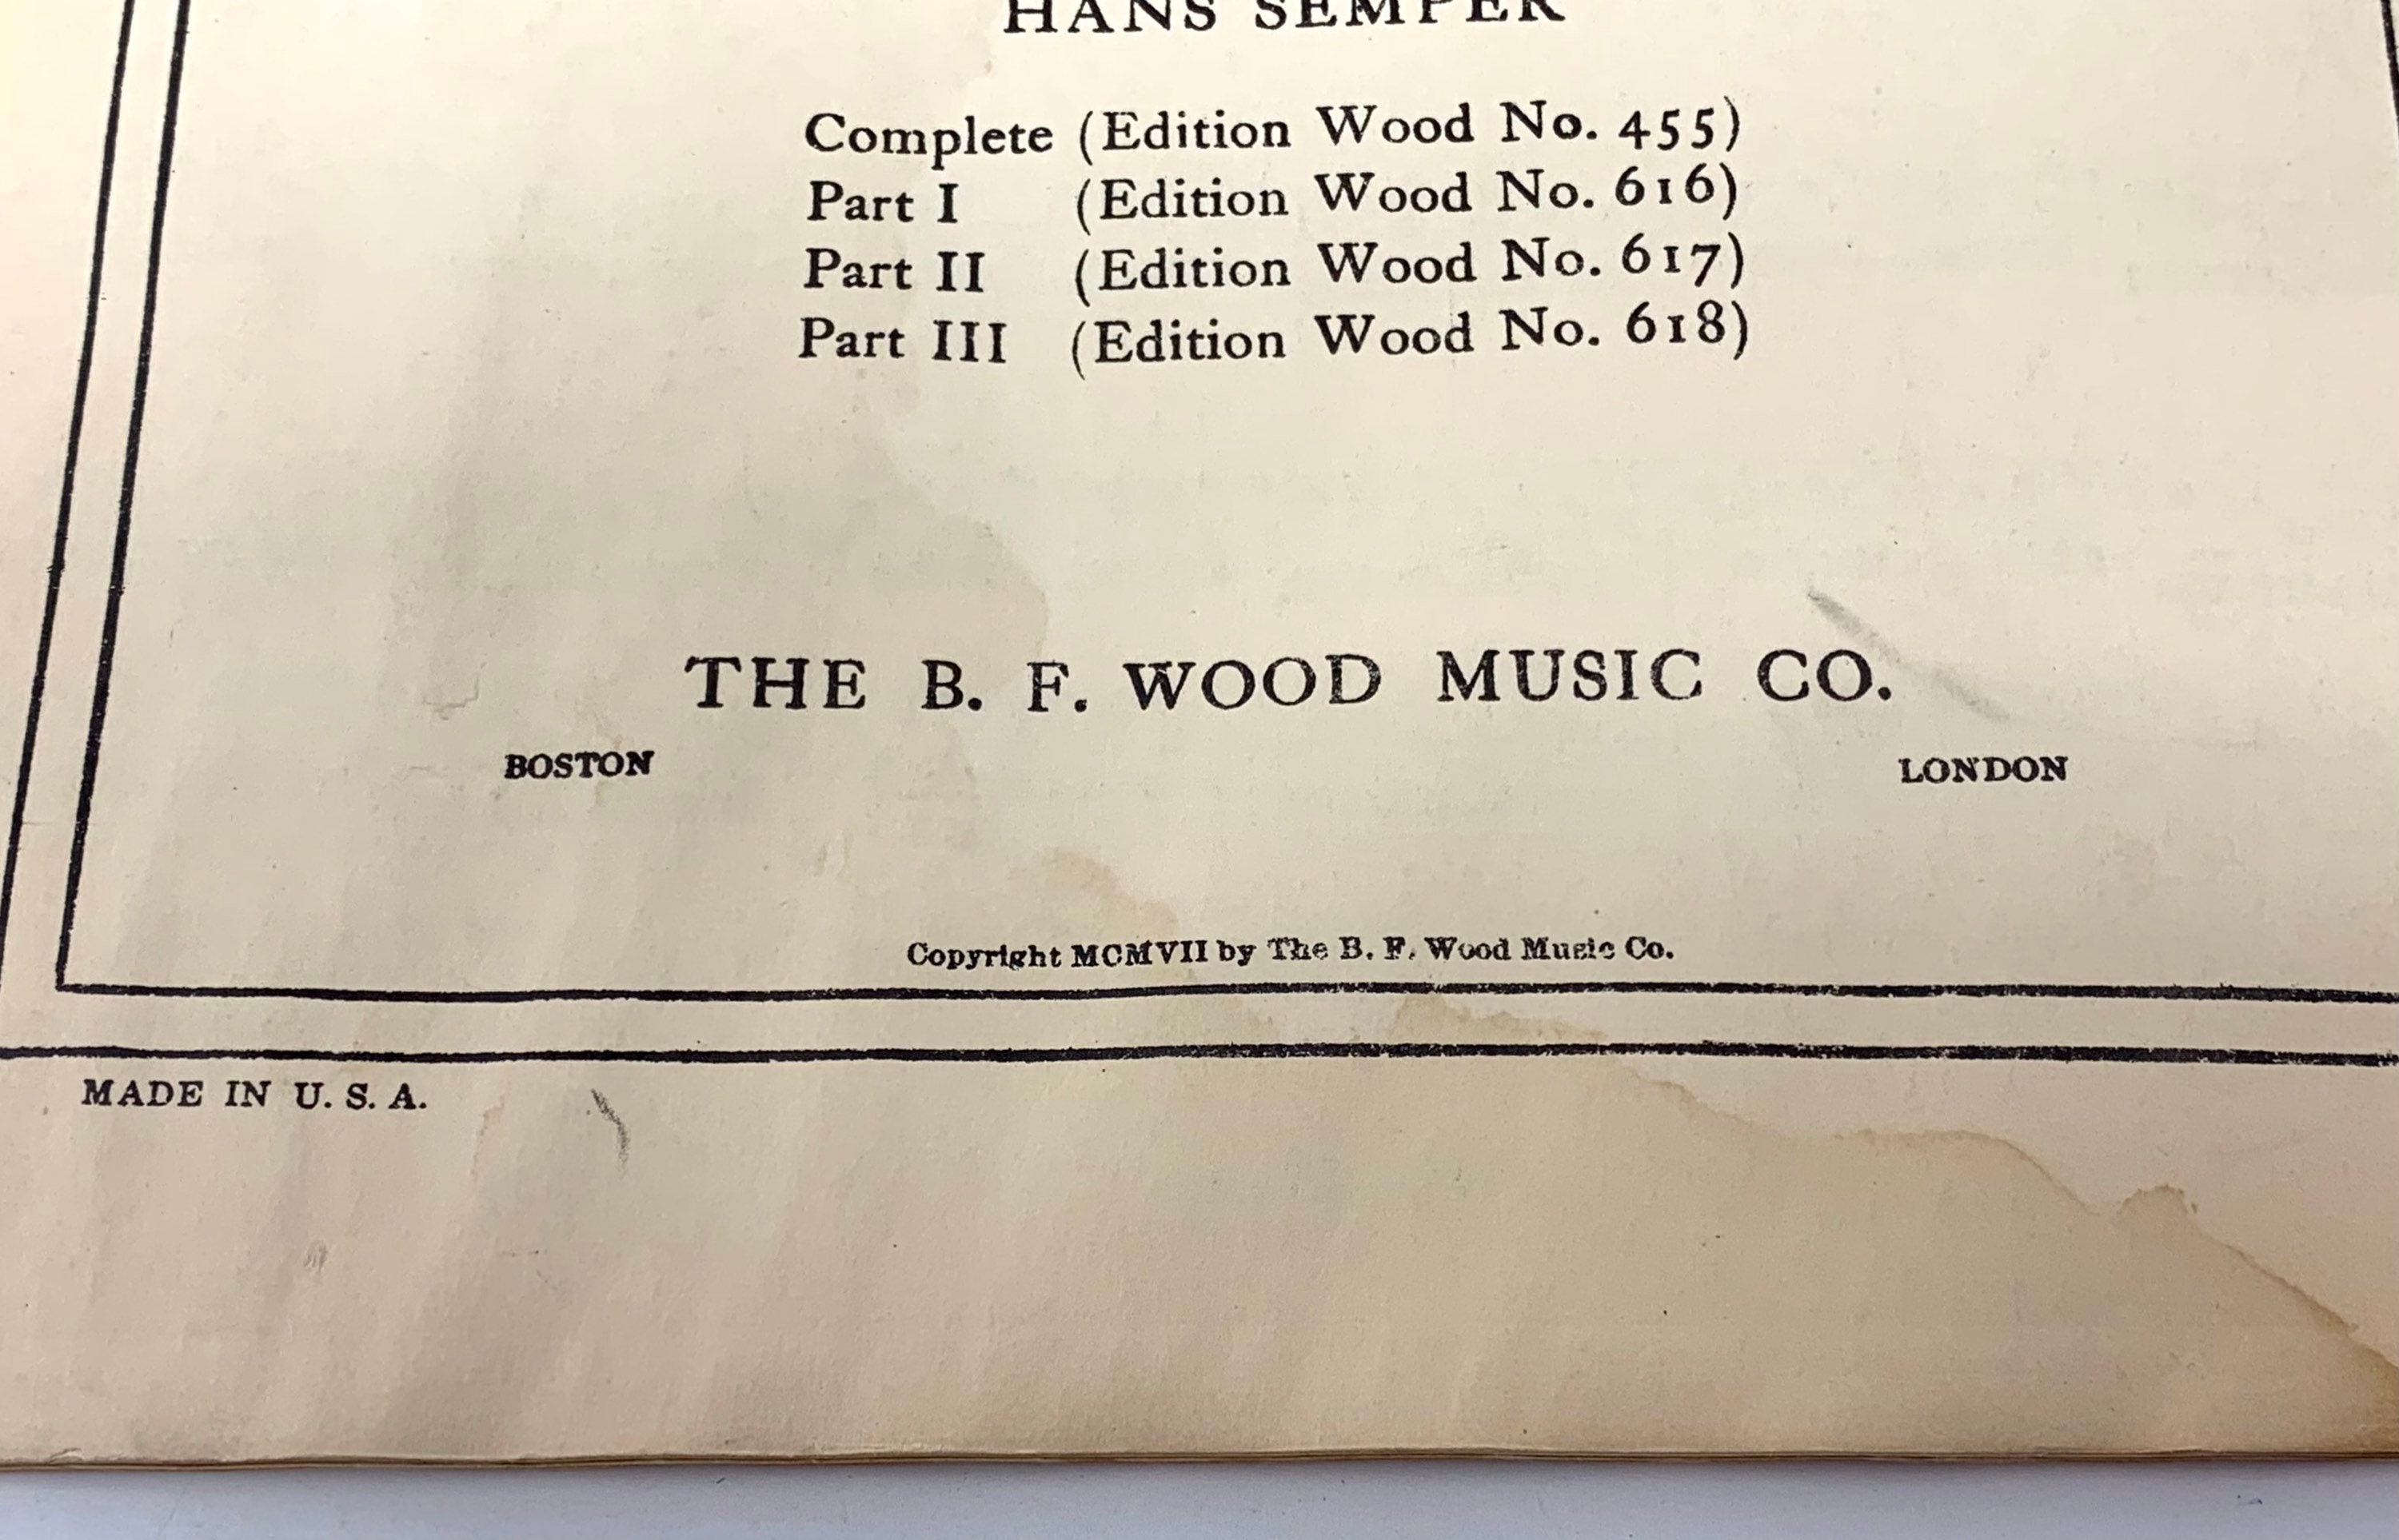 HANS SEMPER
Complete (Edition Wood No. 455)
Part I (Edition Wood No. 616)
Part II (Edition Wood No. 617)
Part III (Edition Wood No. 618)
THE B. F. WOOD MUSIC CO.
BOSTON LONDON
Copyright MCMVII by The B. F. Wood Music Co.
MADE IN U. S. A.